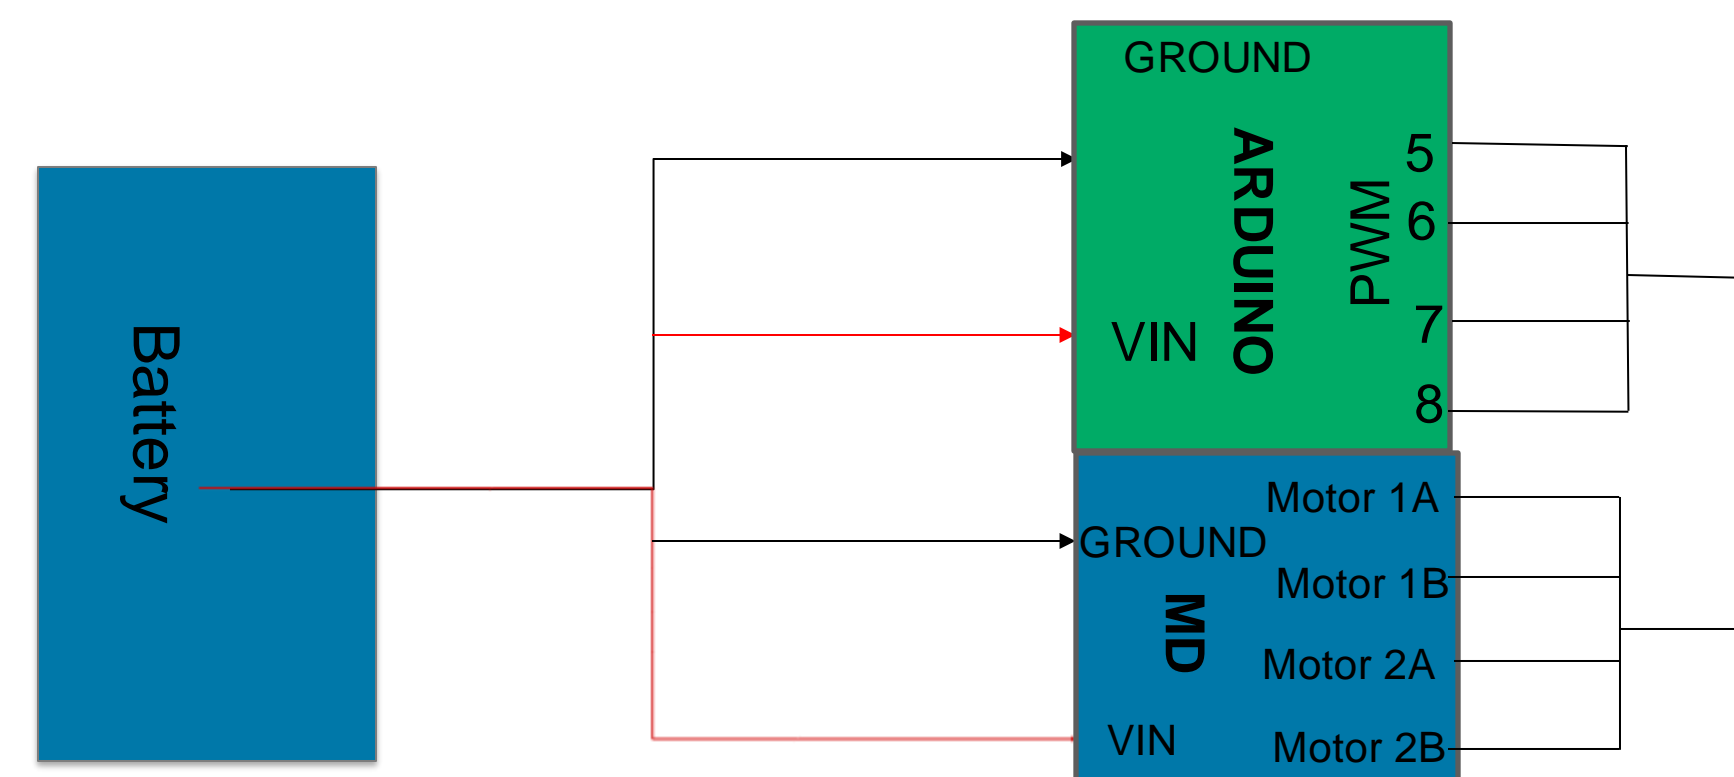 Battery
GROUND
ARDUINO
VIN
PWM
5
6
7
8
GROUND
MD
VIN
Motor 1A
Motor 1B
Motor 2A
Motor 2B